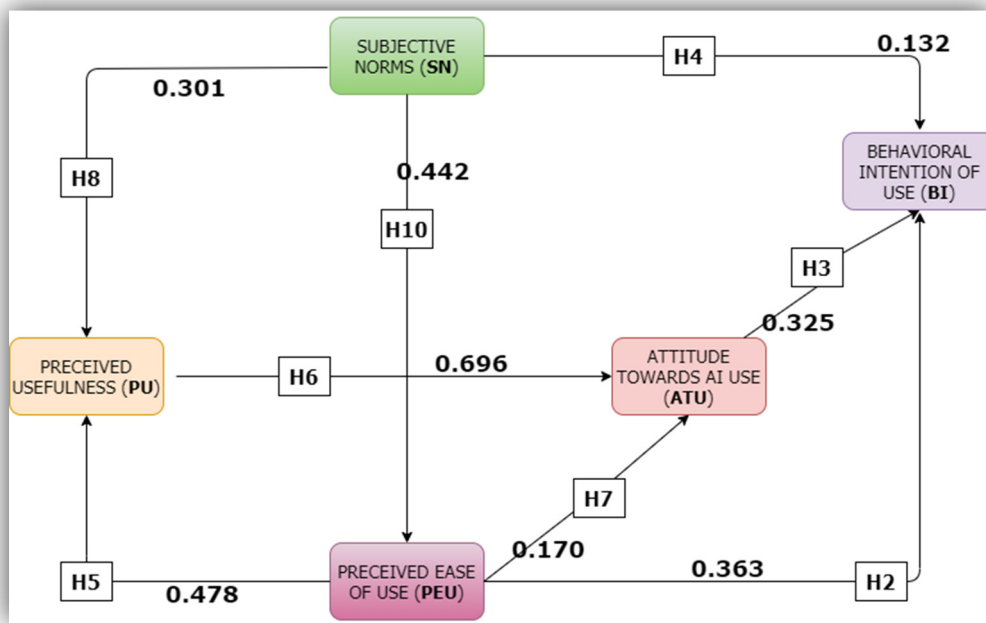 SUBJECTIVE
NORMS (SN)
H4
0.132
0.301
BEHAVIORAL
INTENTION OF
USE (BI)
H8
0.442
H10
H3
0.325
PRECEIVED
USEFULNESS (PU)
H6
0.696
ATTITUDE
TOWARDS AI USE
(ATU)
H7
0.170
H5
0.478
PRECEIVED EASE
OF USE (PEU)
0.363
H2